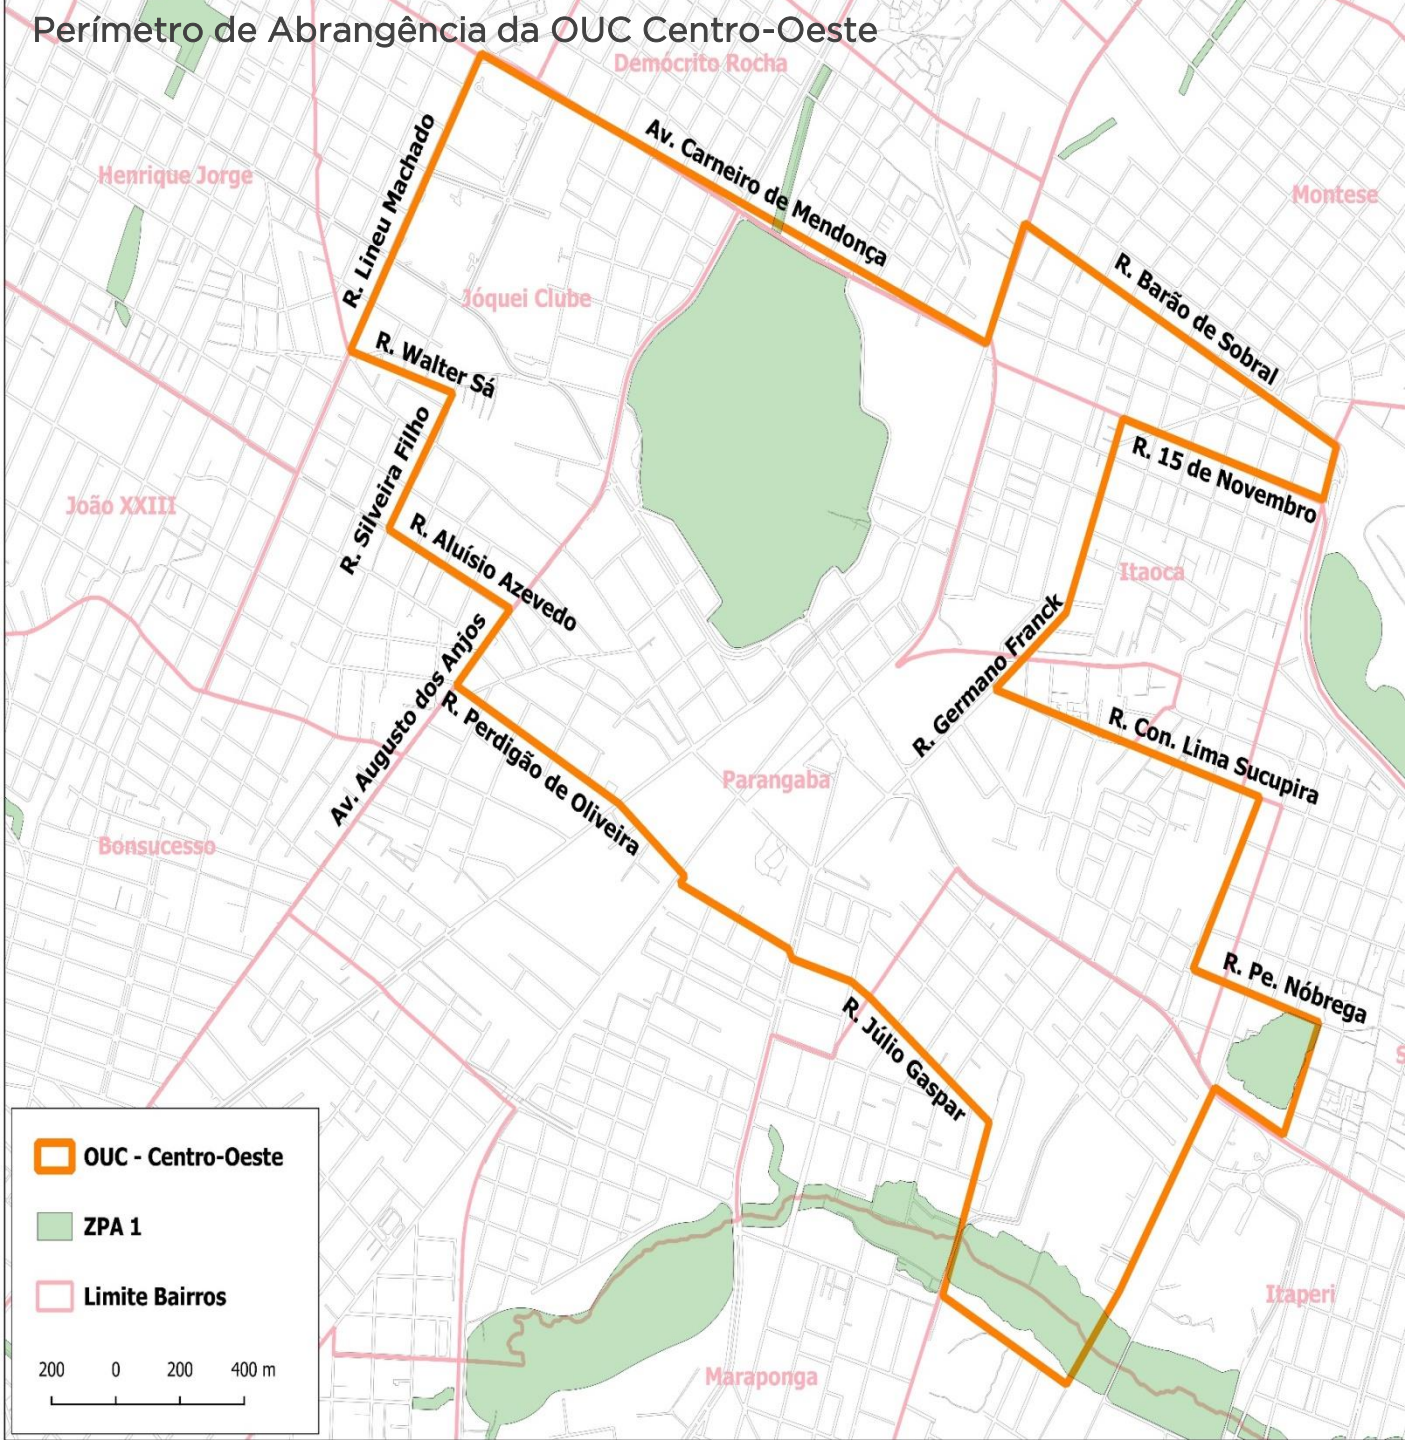 Perímetro de Abrangência da OUC Centro-Oeste
Demócrito Rocha
Av. Carneiro de Mendonça
R. Lineu Machado
Henrique Jorge
Montese
R. Barão de Sobral
Jóquei Clube
R. Walter Sá
R. Silveira Filho
R. 15 de Novembro
João XXIII
R. Aluísio Azevedo
Itaoca
R. Germano Franck
Av. Augusto dos Anjos
R. Perdigão de Oliveira
R. Con. Lima Sucupira
Parangaba
Bonsucesso
R. Pe. Nóbrega
R. Júlio Gaspar
S
OUC - Centro-Oeste
ZPA 1
Limite Bairros
200 0 200 400 m
Itaperi
Maraponga